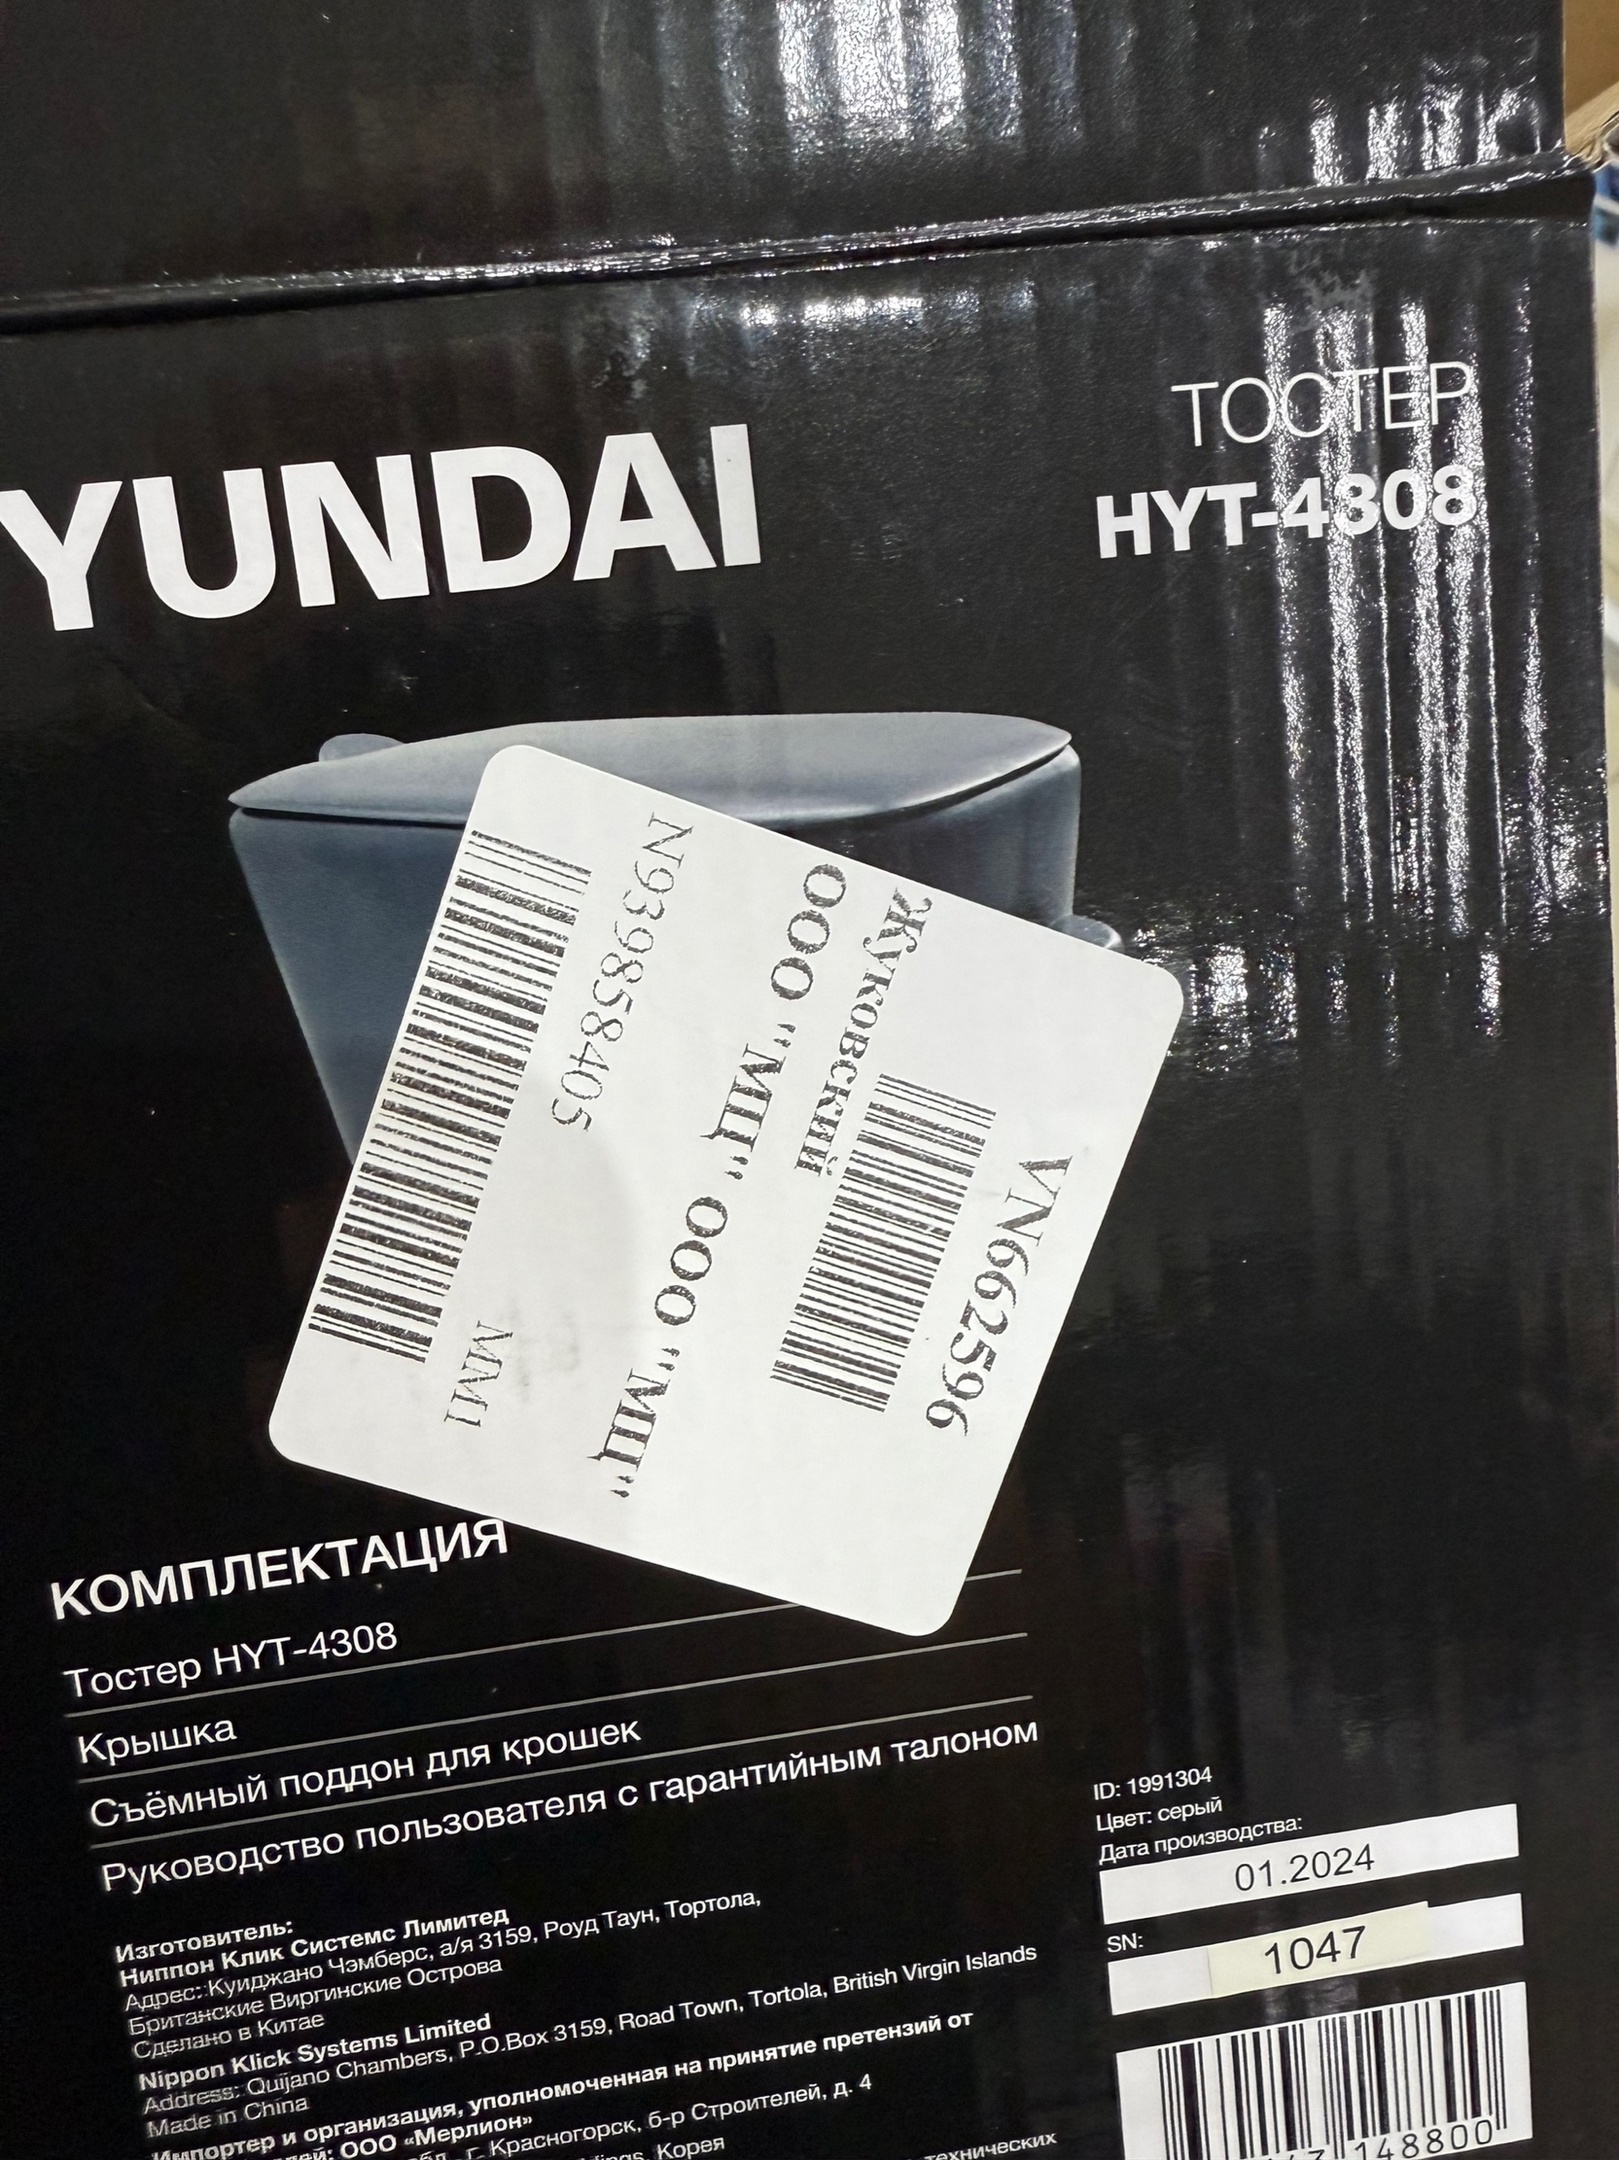 YUNDAI
ТОСТЕР
HYT-4308
N939858405
ММ1
ООО "МЦ" ООО "МЦ"
Жуковский
VN662596
КОМПЛЕКТАЦИЯ
Тостер HYT-4308
Крышка
Съёмный поддон для крошек
Руководство пользователя с гарантийным талоном
ID: 1991304
Цвет: серый
Дата производства:
01.2024
SN:
1047
148800
Изготовитель:
Ниппон Клик Системс Лимитед
Адрес: Куиджано Чэмберс, а/я 3159, Роуд Таун, Тортола,
Британские Виргинские Острова
Сделано в Китае
Nippon Klick Systems Limited
Address: Quijano Chambers, P.O.Box 3159, Road Town, Tortola, British Virgin Islands
Made in China
Импортер и организация, уполномоченная на принятие претензий от
ООО «Мерлион»
г. Красногорск, б-р Строителей, д. 4
Корея
технических